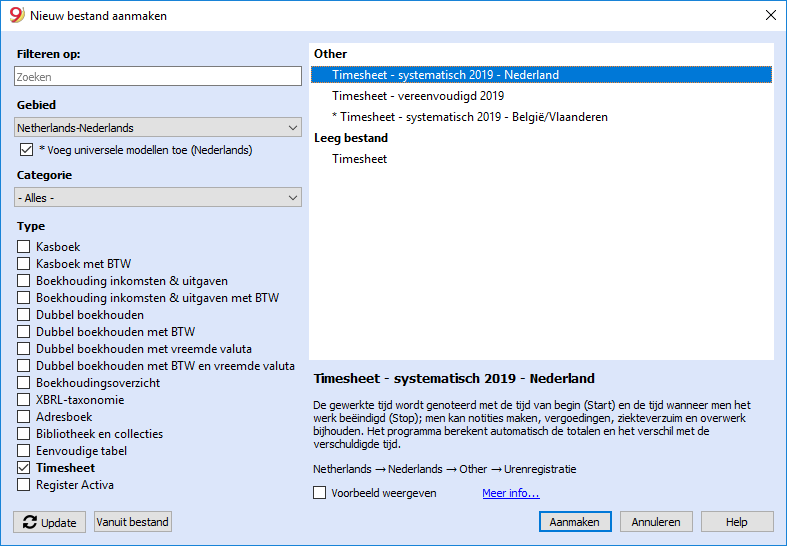 Nieuw bestand aanmaken
Filteren op:
Zoeken
Gebied
Netherlands-Nederlands
* Voeg universele modellen toe (Nederlands)
Categorie
- Alles -
Type
Kasboek
Kasboek met BTW
Boekhouding inkomsten & uitgaven
Boekhouding inkomsten & uitgaven met BTW
Dubbel boekhouden
Dubbel boekhouden met BTW
Dubbel boekhouden met vreemde valuta
Dubbel boekhouden met BTW en vreemde valuta
Boekhoudingsoverzicht
XBRL-taxonomie
Adresboek
Bibliotheek en collecties
Eenvoudige tabel
Timesheet
Register Activa
Update
Vanuit bestand
Other
Timesheet - systematisch 2019 - Nederland
Timesheet - vereenvoudigd 2019
* Timesheet - systematisch 2019 - België/Vlaanderen
Leeg bestand
Timesheet
Timesheet - systematisch 2019 - Nederland
De gewerkte tijd wordt genoteerd met de tijd van begin (Start) en de tijd wanneer men het
werk beëindigd (Stop); men kan notities maken, vergoedingen, ziekteverzuim en overwerk
bijhouden. Het programma berekent automatisch de totalen en het verschil met de
verschuldigde tijd.
Netherlands → Nederlands → Other → Urenregistratie
Voorbeeld weergeven
Meer info...
Aanmaken
Annuleren
Help